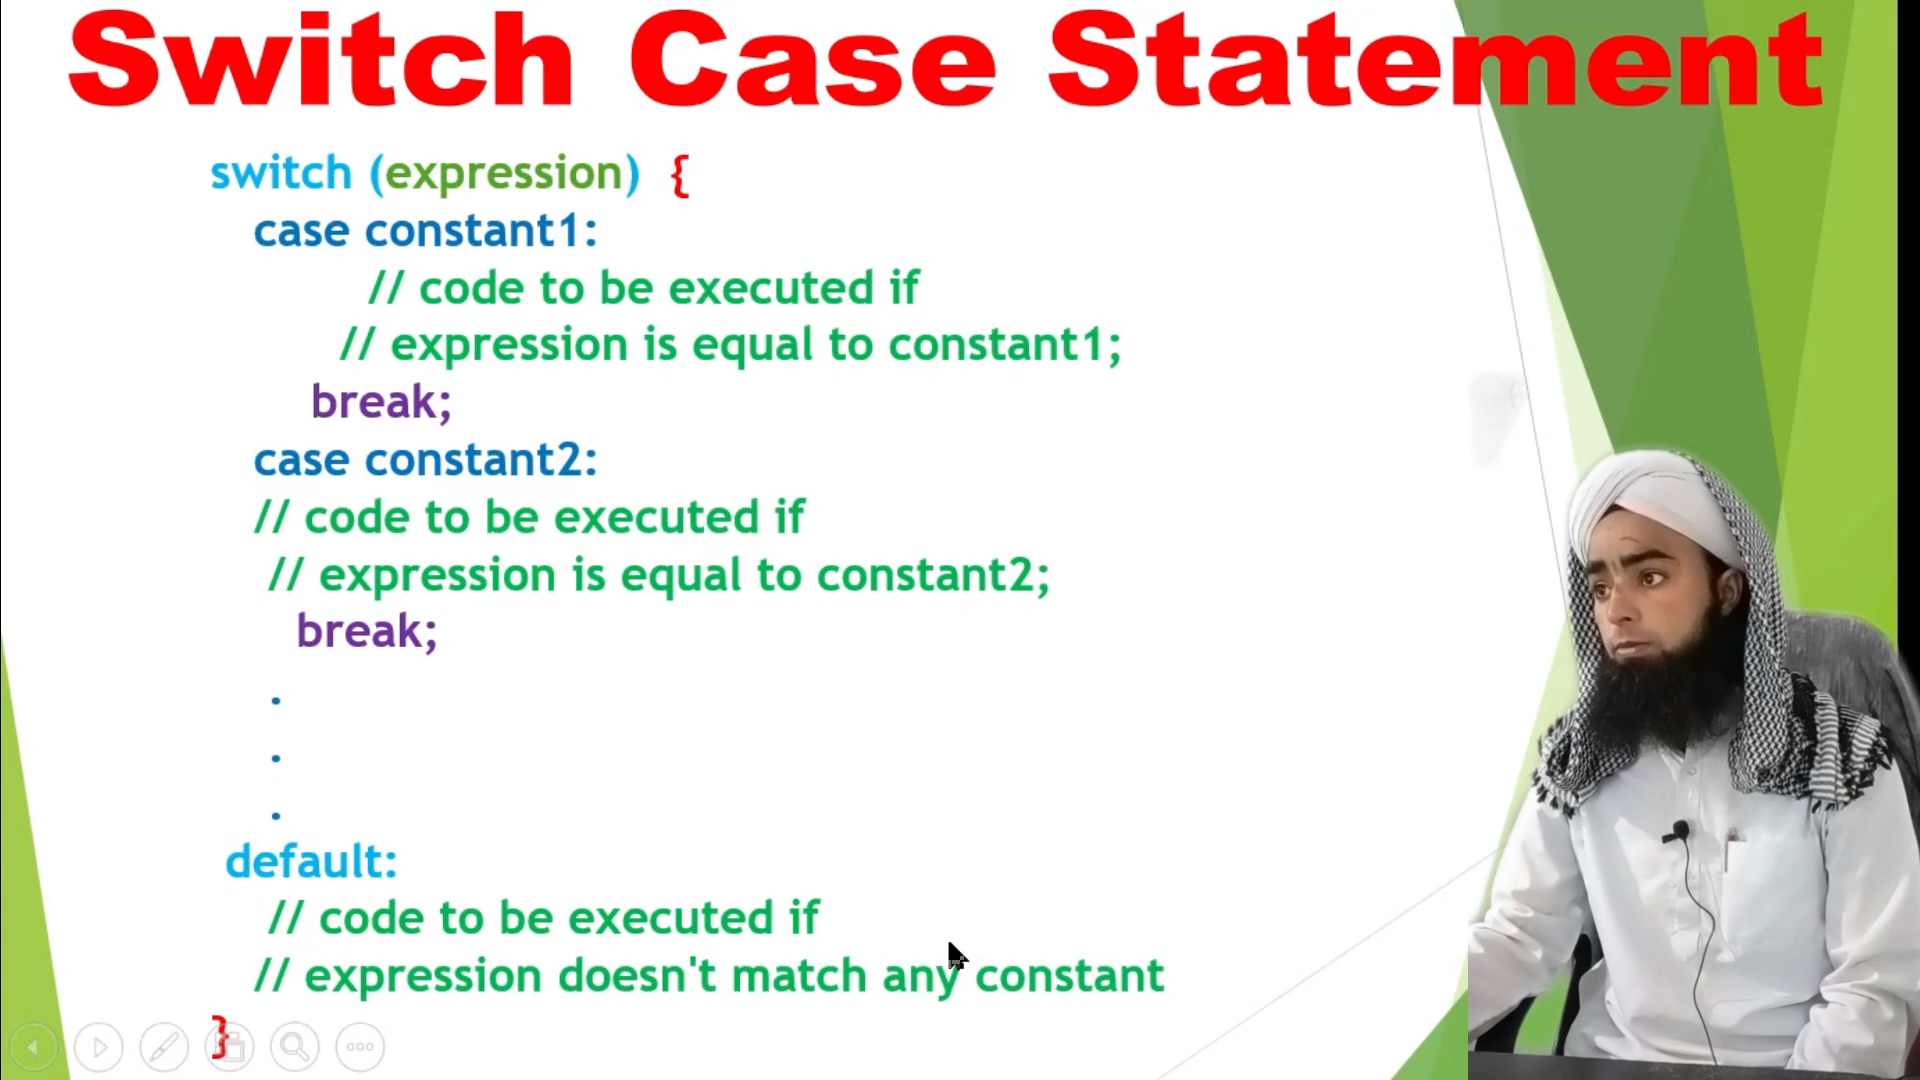 Switch Case Statement
switch (expression) {
case constant1:
// code to be executed if
// expression is equal to constant1;
break;
case constant2:
// code to be executed if
// expression is equal to constant2;
break;
.
.
.
default:
// code to be executed if
// expression doesn't match any constant
}